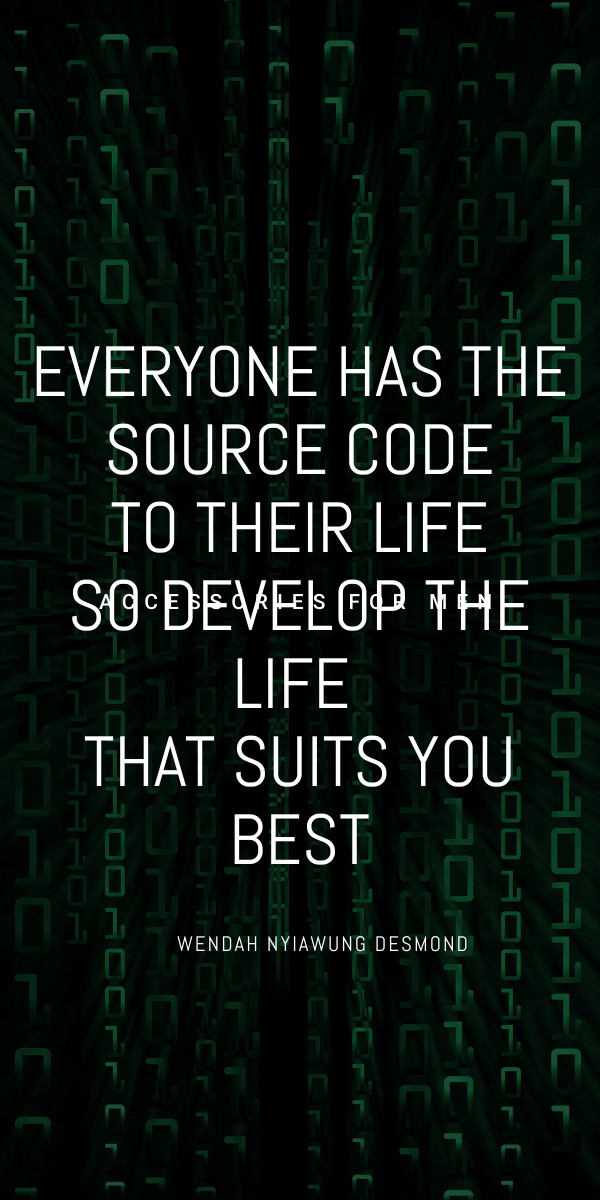 EVERYONE HAS THE
SOURCE CODE
TO THEIR LIFE
SO DEVELOP THE
ACCESSORIES FOR MEN
LIFE
THAT SUITS YOU
BEST
WENDAH NYIAWUNG DESMOND